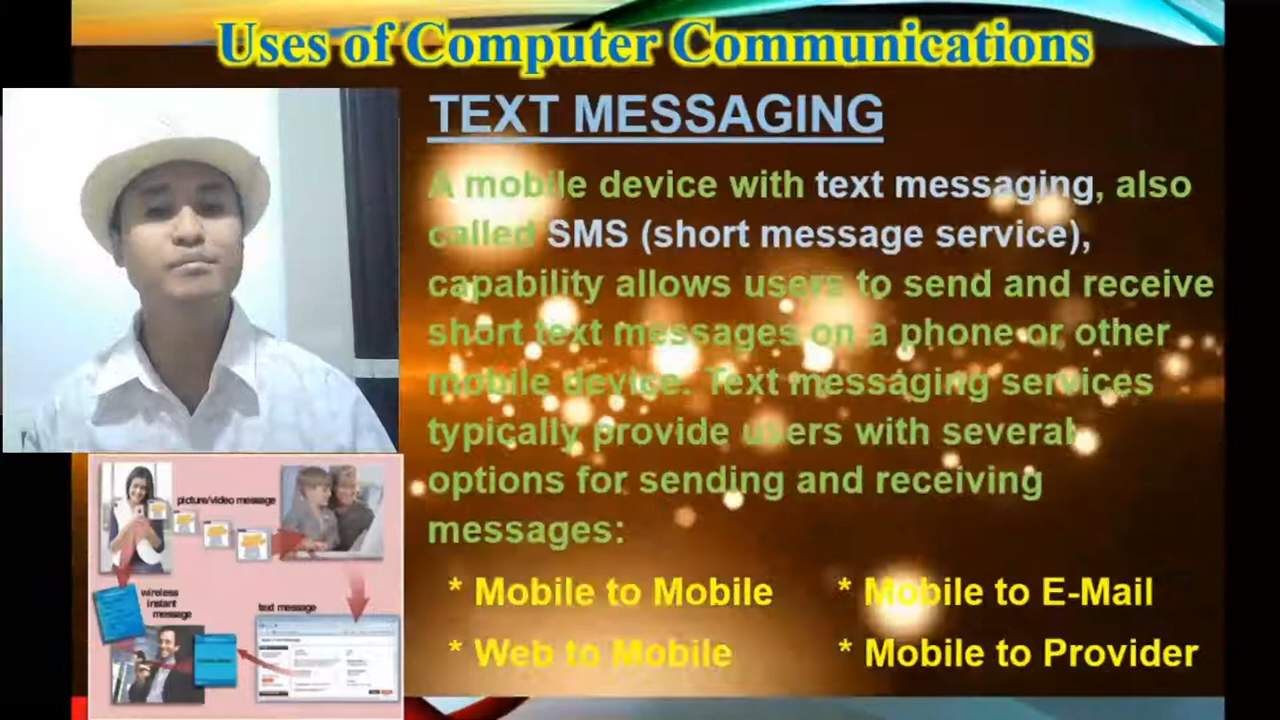 Uses of Computer Communications
TEXT MESSAGING
A mobile device with text messaging, also
called SMS (short message service),
capability allows users to send and receive
short text messages on a phone or other
mobile device. Text messaging services
typically provide users with several
options for sending and receiving
messages:
* Mobile to Mobile
* Mobile to E-Mail
* Web to Mobile
* Mobile to Provider
picture/video message
wireless
instant
message
text message